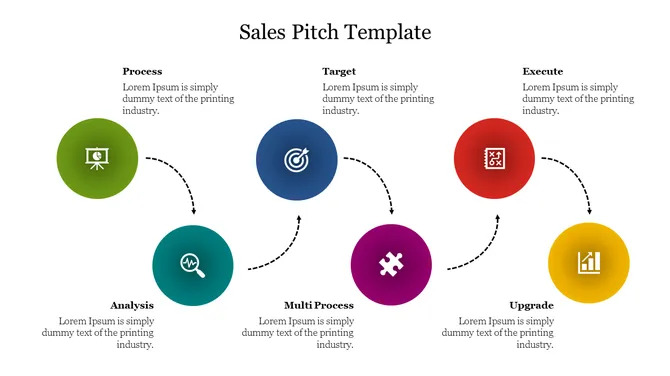 Sales Pitch Template
Process
Lorem Ipsum is simply
dummy text of the printing
industry.
Target
Lorem Ipsum is simply
dummy text of the printing
industry.
Execute
Lorem Ipsum is simply
dummy text of the printing
industry.
Analysis
Lorem Ipsum is simply
dummy text of the printing
industry.
Multi Process
Lorem Ipsum is simply
dummy text of the printing
industry.
Upgrade
Lorem Ipsum is simply
dummy text of the printing
industry.